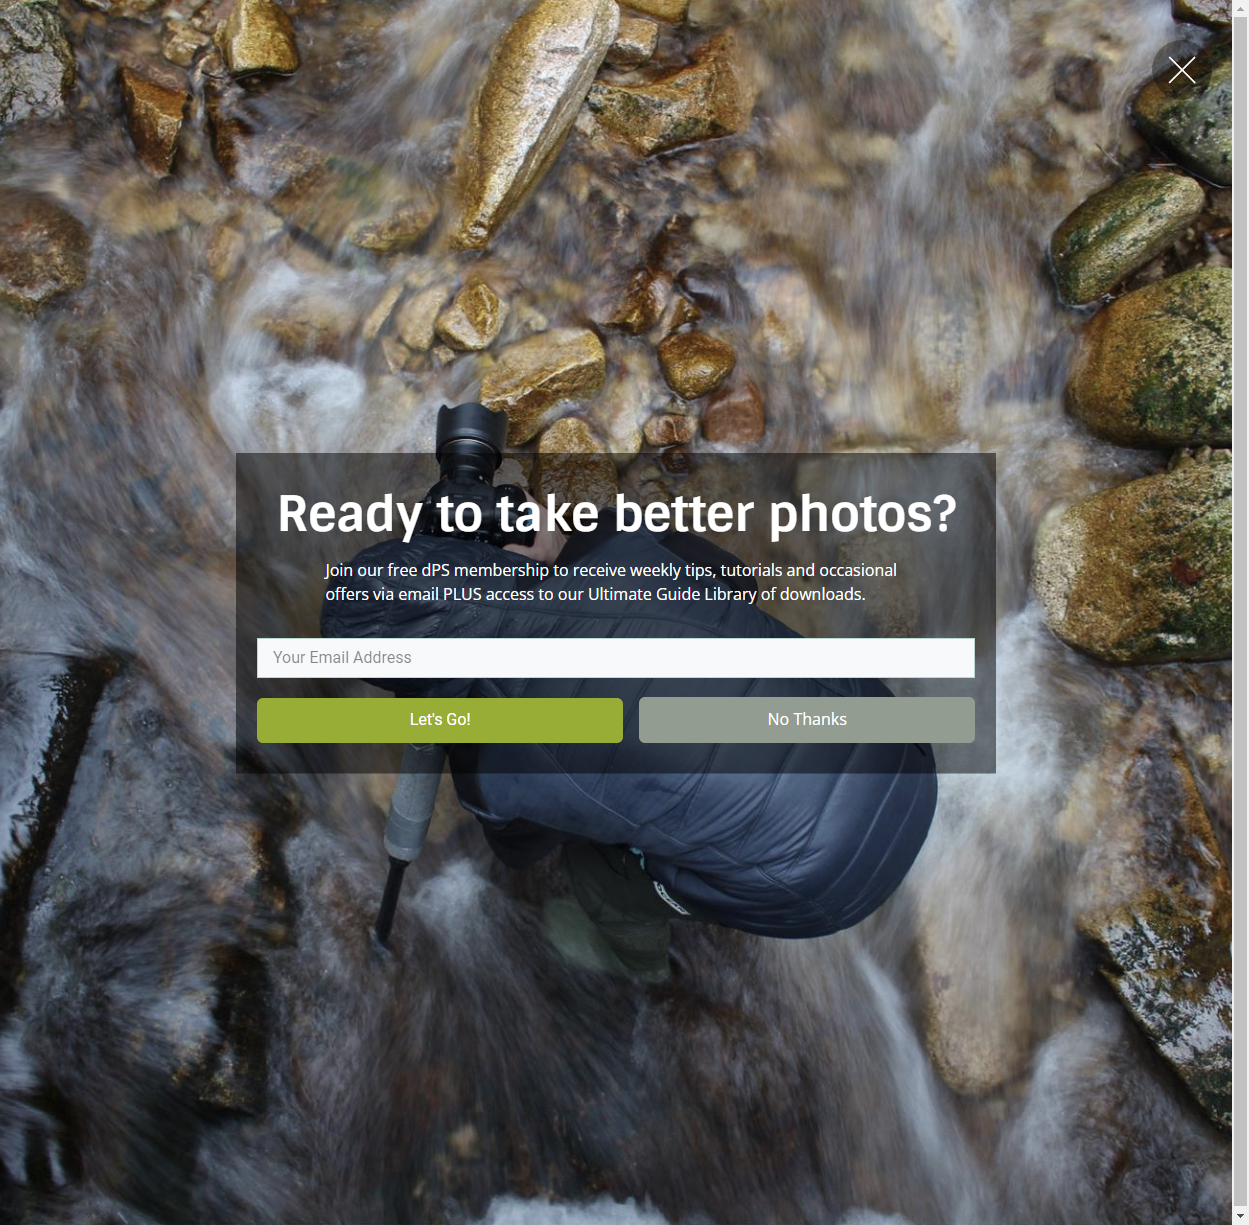 Ready to take better photos?
Join our free dPS membership to receive weekly tips, tutorials and occasional
offers via email PLUS access to our Ultimate Guide Library of downloads.
Your Email Address
Let's Go!
No Thanks